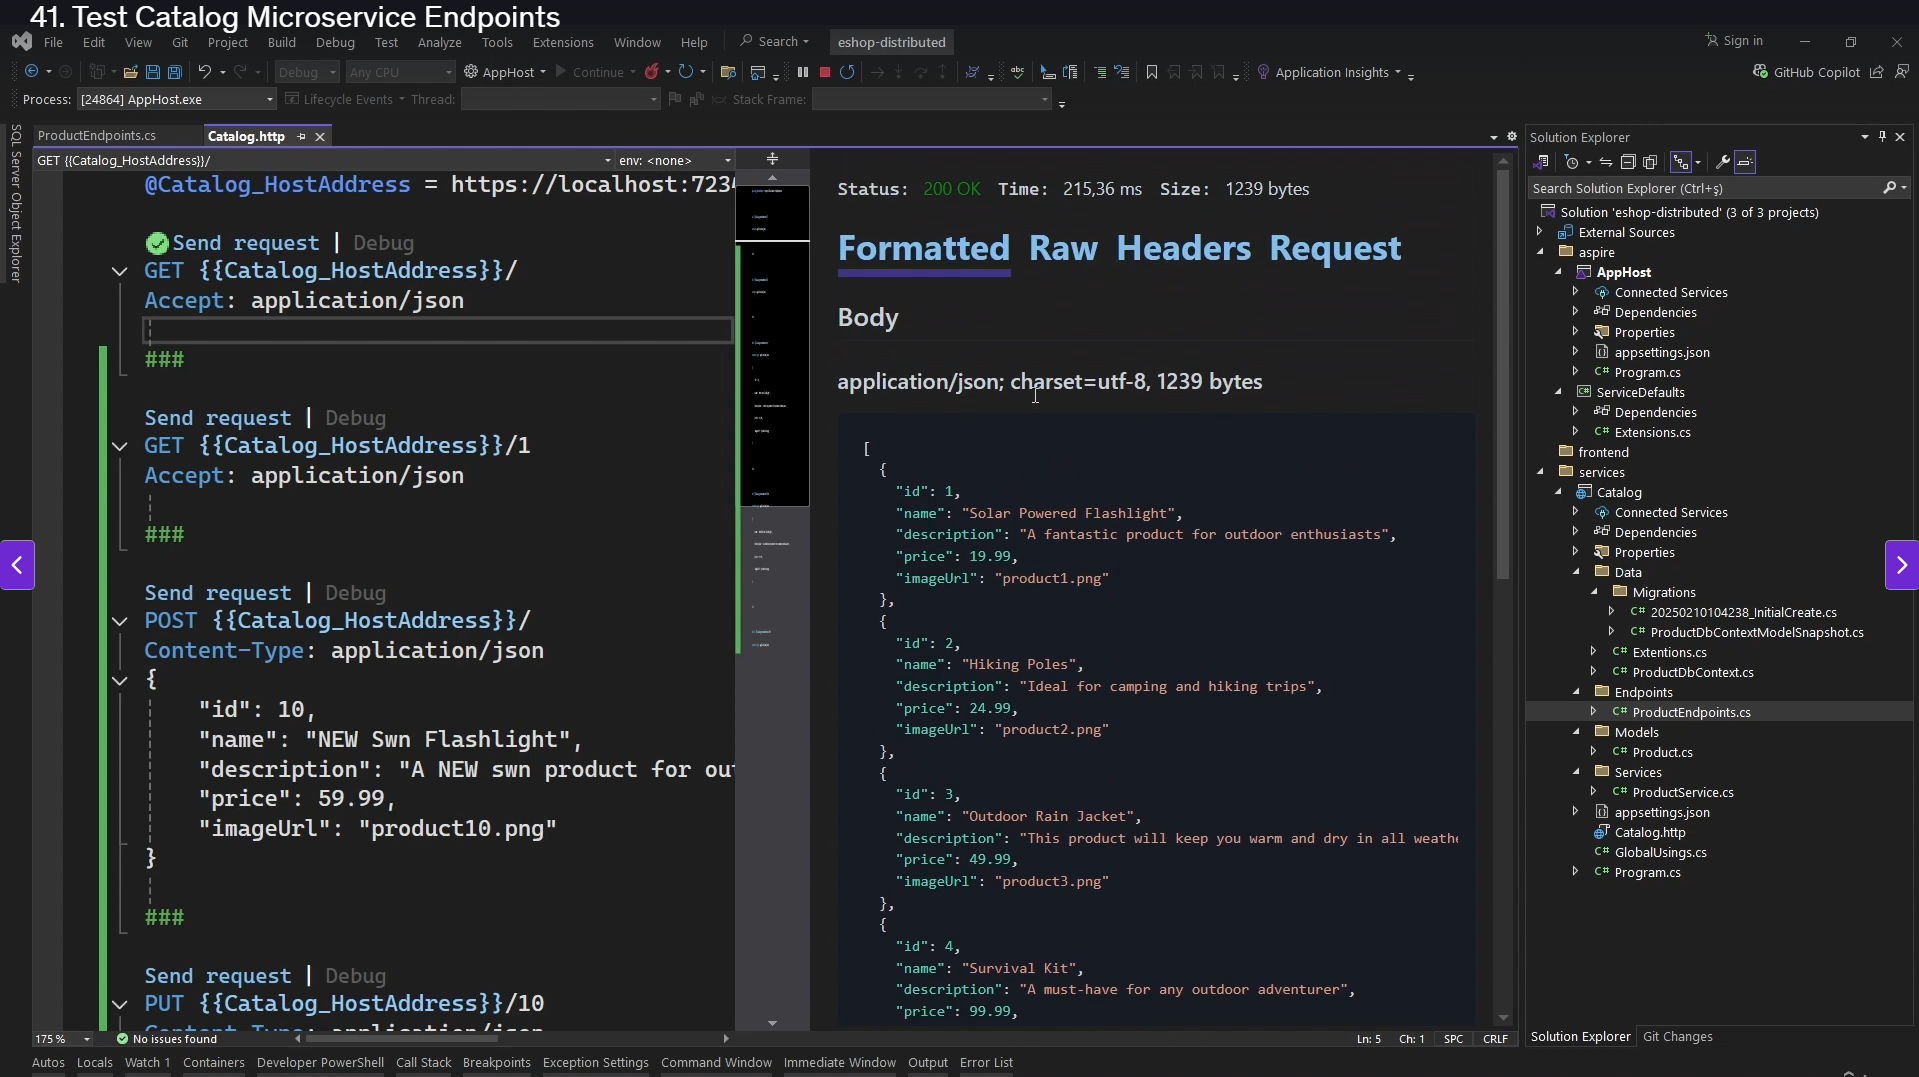 41. Test Catalog Microservice Endpoints
File Edit View Git Project Build Debug Test Analyze Tools Extensions Window Help Search eshop-distributed Sign in
Debug Any CPU AppHost Continue Application Insights GitHub Copilot
Process: [24864] AppHost.exe Lifecycle Events Thread: Stack Frame:
SQL Server Object Explorer
ProductEndpoints.cs Catalog.http
GET {{Catalog_HostAddress}}/ env: <none>
@Catalog_HostAddress = https://localhost:723
Send request | Debug
GET {{Catalog_HostAddress}}/
Accept: application/json
###
Send request | Debug
GET {{Catalog_HostAddress}}/1
Accept: application/json
###
Send request | Debug
POST {{Catalog_HostAddress}}/
Content-Type: application/json
{
"id": 10,
"name": "NEW Swn Flashlight",
"description": "A NEW swn product for ou
"price": 59.99,
"imageUrl": "product10.png"
}
###
Send request | Debug
PUT {{Catalog_HostAddress}}/10
Status: 200 OK Time: 215,36 ms Size: 1239 bytes
Formatted Raw Headers Request
Body
application/json; charset=utf-8, 1239 bytes
[
{
"id": 1,
"name": "Solar Powered Flashlight",
"description": "A fantastic product for outdoor enthusiasts",
"price": 19.99,
"imageUrl": "product1.png"
},
{
"id": 2,
"name": "Hiking Poles",
"description": "Ideal for camping and hiking trips",
"price": 24.99,
"imageUrl": "product2.png"
},
{
"id": 3,
"name": "Outdoor Rain Jacket",
"description": "This product will keep you warm and dry in all weathe
"price": 49.99,
"imageUrl": "product3.png"
},
{
"id": 4,
"name": "Survival Kit",
"description": "A must-have for any outdoor adventurer",
"price": 99.99,
Solution Explorer
Search Solution Explorer (Ctrl+ş)
Solution 'eshop-distributed' (3 of 3 projects)
External Sources
aspire
AppHost
Connected Services
Dependencies
Properties
appsettings.json
C# Program.cs
C# ServiceDefaults
Dependencies
C# Extensions.cs
frontend
services
Catalog
Connected Services
Dependencies
Properties
Data
Migrations
C# 20250210104238_InitialCreate.cs
C# ProductDbContextModelSnapshot.cs
C# Extentions.cs
C# ProductDbContext.cs
Endpoints
C# ProductEndpoints.cs
Models
C# Product.cs
Services
C# ProductService.cs
appsettings.json
Catalog.http
C# GlobalUsings.cs
C# Program.cs
175 % No issues found Ln: 5 Ch: 1 SPC CRLF
Solution Explorer Git Changes
Autos Locals Watch 1 Containers Developer PowerShell Call Stack Breakpoints Exception Settings Command Window Immediate Window Output Error List